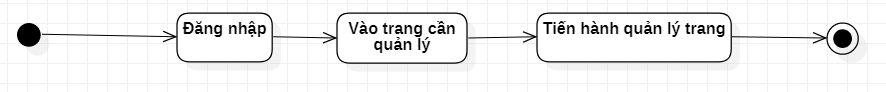 Đăng nhập
Vào trang cần
quản lý
Tiến hành quản lý trang